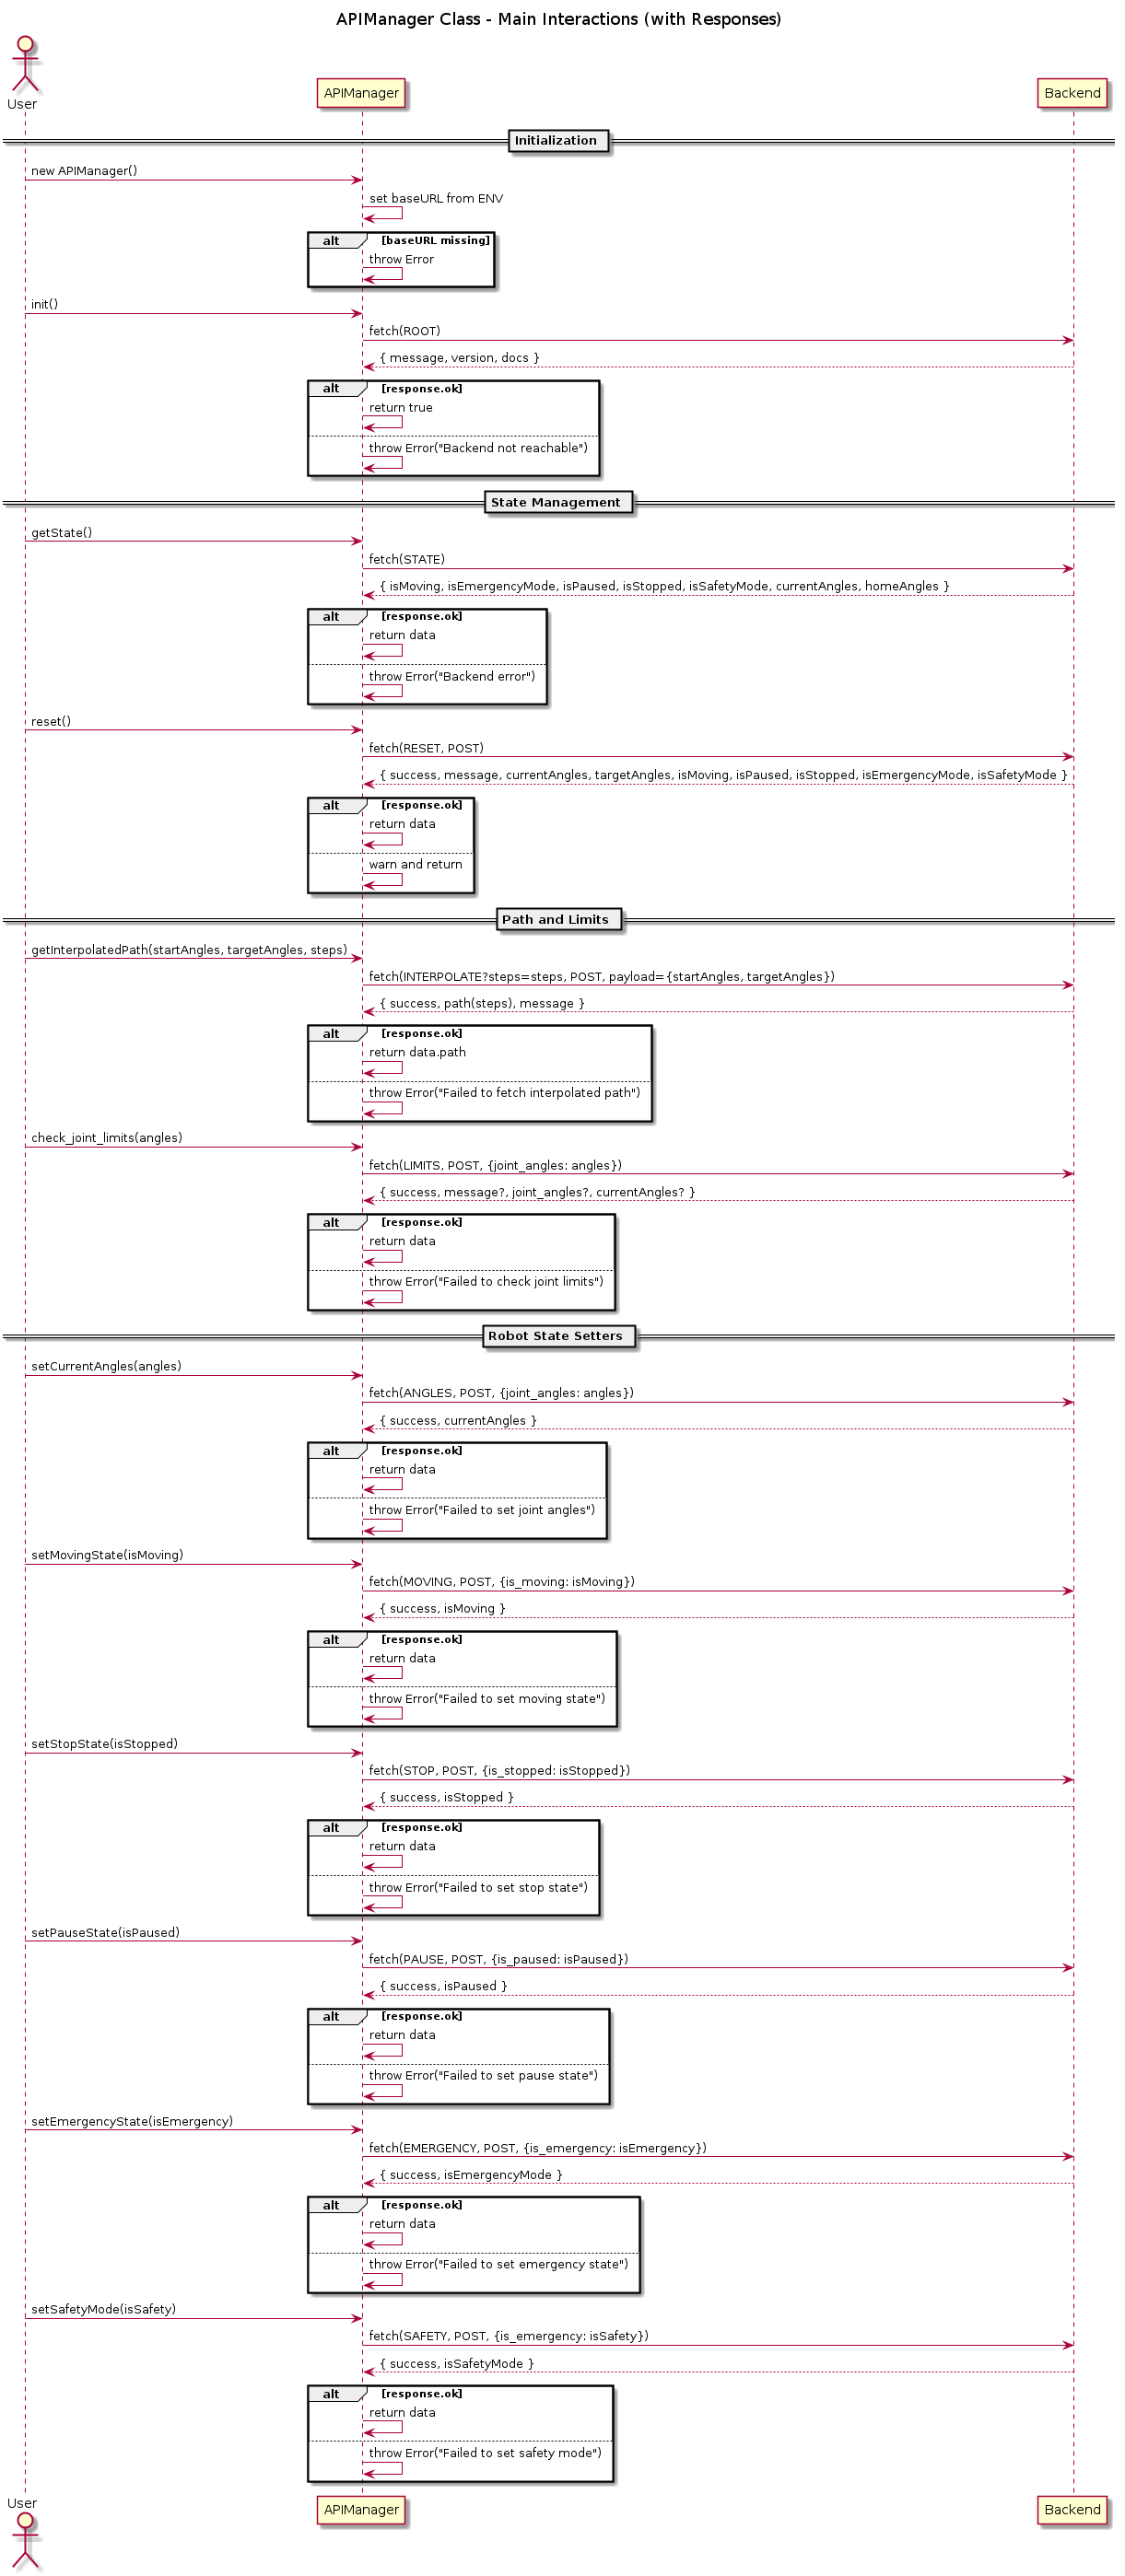 APIManager Class - Main Interactions (with Responses)
User
APIManager
Backend
Initialization
new APIManager()
set baseURL from ENV
alt [baseURL missing]
throw Error
init()
fetch(ROOT)
{ message, version, docs }
alt [response.ok]
return true
throw Error("Backend not reachable")
State Management
getState()
fetch(STATE)
{ isMoving, isEmergencyMode, isPaused, isStopped, isSafetyMode, currentAngles, homeAngles }
alt [response.ok]
return data
throw Error("Backend error")
reset()
fetch(RESET, POST)
{ success, message, currentAngles, targetAngles, isMoving, isPaused, isStopped, isEmergencyMode, isSafetyMode }
alt [response.ok]
return data
warn and return
Path and Limits
getInterpolatedPath(startAngles, targetAngles, steps)
fetch(INTERPOLATE?steps=steps, POST, payload={startAngles, targetAngles})
{ success, path(steps), message }
alt [response.ok]
return data.path
throw Error("Failed to fetch interpolated path")
check_joint_limits(angles)
fetch(LIMITS, POST, {joint_angles: angles})
{ success, message?, joint_angles?, currentAngles? }
alt [response.ok]
return data
throw Error("Failed to check joint limits")
Robot State Setters
setCurrentAngles(angles)
fetch(ANGLES, POST, {joint_angles: angles})
{ success, currentAngles }
alt [response.ok]
return data
throw Error("Failed to set joint angles")
setMovingState(isMoving)
fetch(MOVING, POST, {is_moving: isMoving})
{ success, isMoving }
alt [response.ok]
return data
throw Error("Failed to set moving state")
setStopState(isStopped)
fetch(STOP, POST, {is_stopped: isStopped})
{ success, isStopped }
alt [response.ok]
return data
throw Error("Failed to set stop state")
setPauseState(isPaused)
fetch(PAUSE, POST, {is_paused: isPaused})
{ success, isPaused }
alt [response.ok]
return data
throw Error("Failed to set pause state")
setEmergencyState(isEmergency)
fetch(EMERGENCY, POST, {is_emergency: isEmergency})
{ success, isEmergencyMode }
alt [response.ok]
return data
throw Error("Failed to set emergency state")
setSafetyMode(isSafety)
fetch(SAFETY, POST, {is_emergency: isSafety})
{ success, isSafetyMode }
alt [response.ok]
return data
throw Error("Failed to set safety mode")
User
APIManager
Backend